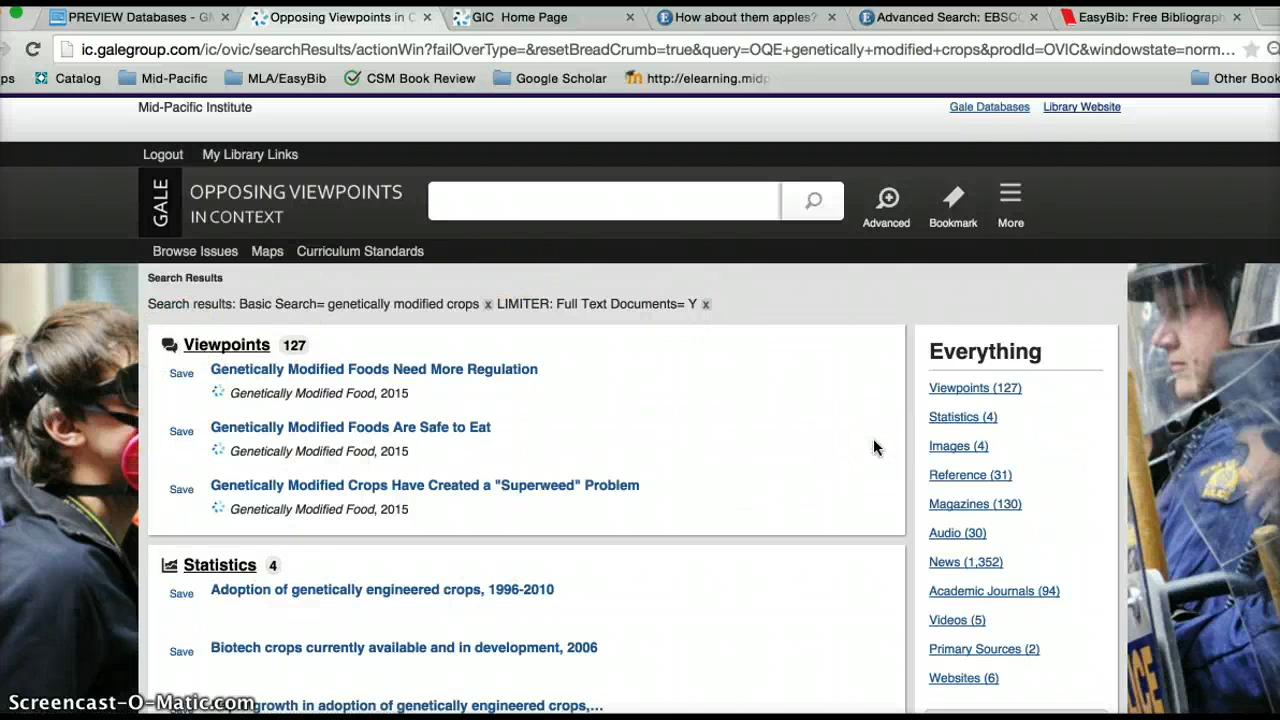 PREVIEW Databases - GM
Opposing Viewpoints in C
GIC Home Page
How about them apples?
Advanced Search: EBSCO
EasyBib: Free Bibliograph
ic.galegroup.com/ic/ovic/searchResults/actionWin?failOverType=&resetBreadCrumb=true&query=OQE+genetically+modified+crops&prodId=OVIC&windowstate=norm...
ps Catalog Mid-Pacific MLA/EasyBib CSM Book Review Google Scholar http://elearning.midp Other Book
Mid-Pacific Institute Gale Databases Library Website
Logout My Library Links
GALE
OPPOSING VIEWPOINTS
IN CONTEXT
Advanced Bookmark More
Browse Issues Maps Curriculum Standards
Search Results
Search results: Basic Search= genetically modified crops x LIMITER: Full Text Documents= Y x
Viewpoints 127
Save Genetically Modified Foods Need More Regulation
Genetically Modified Food, 2015
Save Genetically Modified Foods Are Safe to Eat
Genetically Modified Food, 2015
Save Genetically Modified Crops Have Created a "Superweed" Problem
Genetically Modified Food, 2015
Statistics 4
Save Adoption of genetically engineered crops, 1996-2010
Save Biotech crops currently available and in development, 2006
growth in adoption of genetically engineered crops,...
Everything
Viewpoints (127)
Statistics (4)
Images (4)
Reference (31)
Magazines (130)
Audio (30)
News (1,352)
Academic Journals (94)
Videos (5)
Primary Sources (2)
Websites (6)
Screencast-O-Matic.com